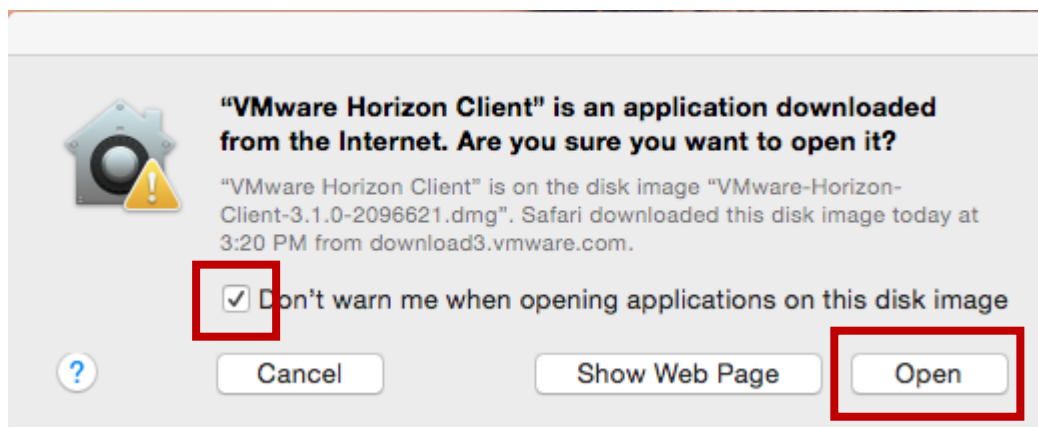 “VMware Horizon Client” is an application downloaded
from the Internet. Are you sure you want to open it?
“VMware Horizon Client” is on the disk image “VMware-Horizon-
Client-3.1.0-2096621.dmg”. Safari downloaded this disk image today at
3:20 PM from download3.vmware.com.
Don’t warn me when opening applications on this disk image
? Cancel Show Web Page Open